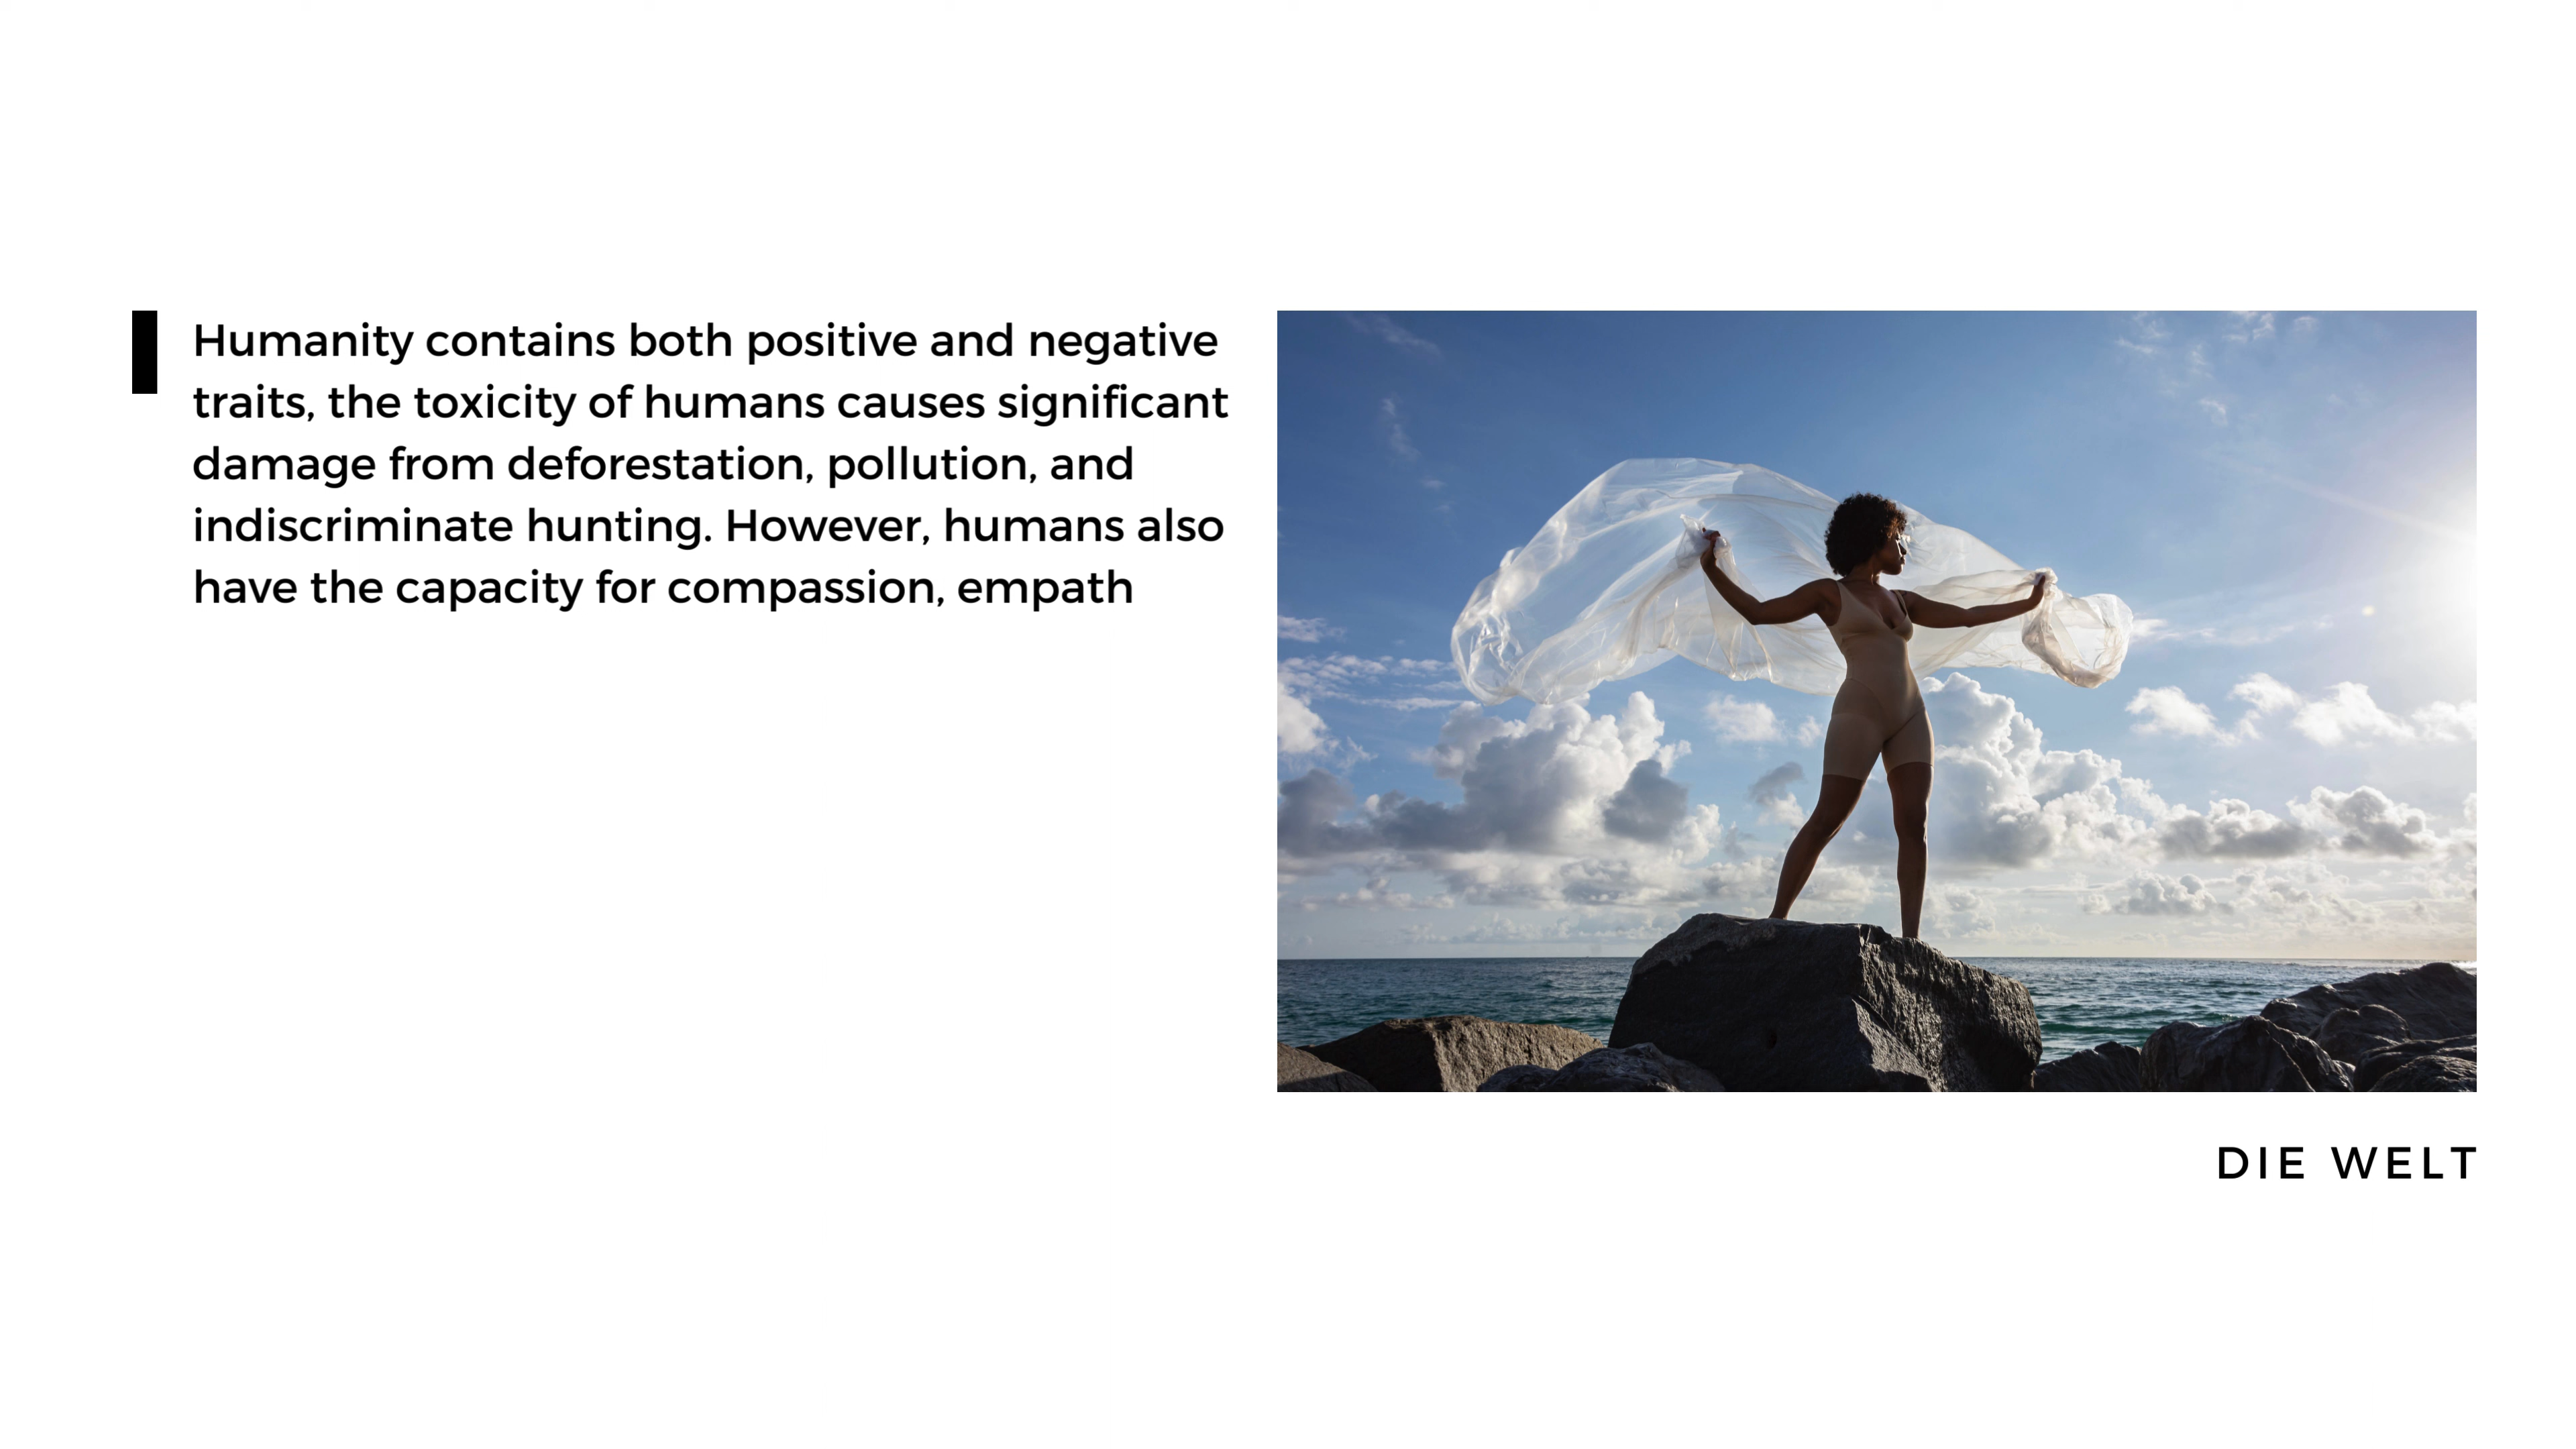 Humanity contains both positive and negative
traits, the toxicity of humans causes significant
damage from deforestation, pollution, and
indiscriminate hunting. However, humans also
have the capacity for compassion, empath
DIE WELT